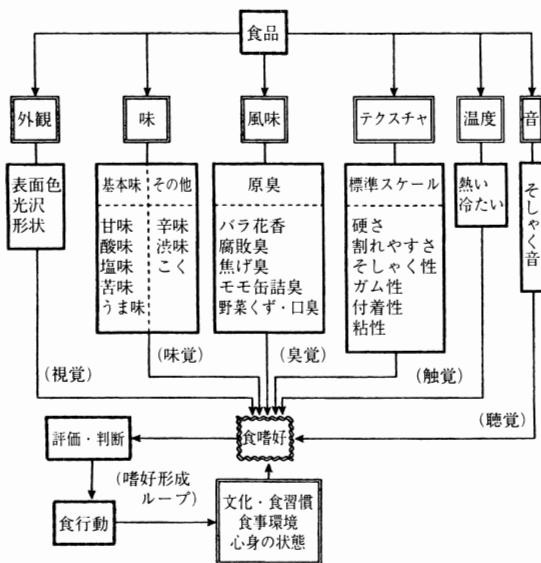 食品
外観
味
風味
テクスチャ
温度
音
表面色
光沢
形状
基本味
その他
甘味
酸味
塩味
苦味
うま味
辛味
渋味
こく
原臭
バラ花香
腐敗臭
焦げ臭
モモ缶詰臭
野菜くず・口臭
標準スケール
硬さ
割れやすさ
そしゃく性
ガム性
付着性
粘性
熱い
冷たい
そしゃく音
(視覚)
(味覚)
(臭覚)
(触覚)
(聴覚)
食嗜好
評価・判断
(嗜好形成
ループ)
食行動
文化・食習慣
食事環境
心身の状態